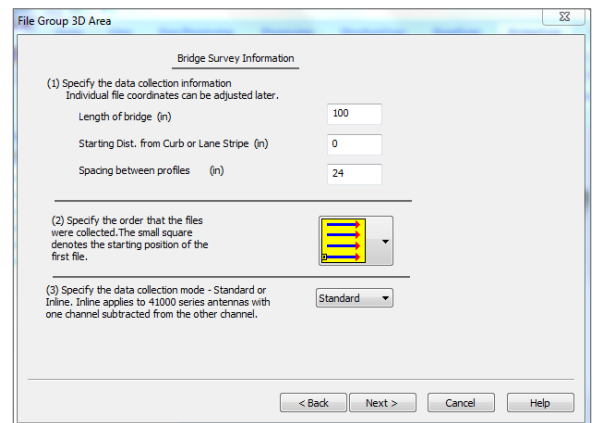 File Group 3D Area
Bridge Survey Information
(1) Specify the data collection information
Individual file coordinates can be adjusted later.
Length of bridge (in)
100
Starting Dist. from Curb or Lane Stripe (in)
0
Spacing between profiles (in)
24
(2) Specify the order that the files
were collected.The small square
denotes the starting position of the
first file.
(3) Specify the data collection mode - Standard or
Inline. Inline applies to 41000 series antennas with
one channel subtracted from the other channel.
Standard
< Back
Next >
Cancel
Help